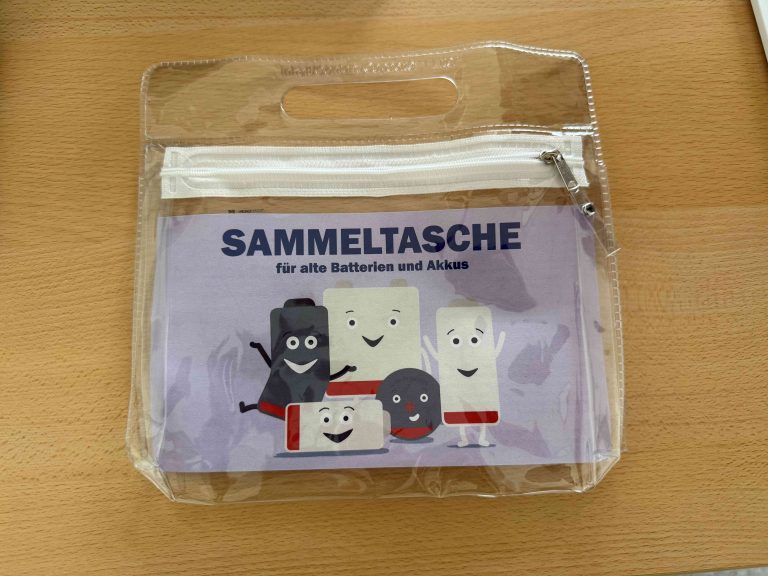 SAMMELTASCHE
für alte Batterien und Akkus